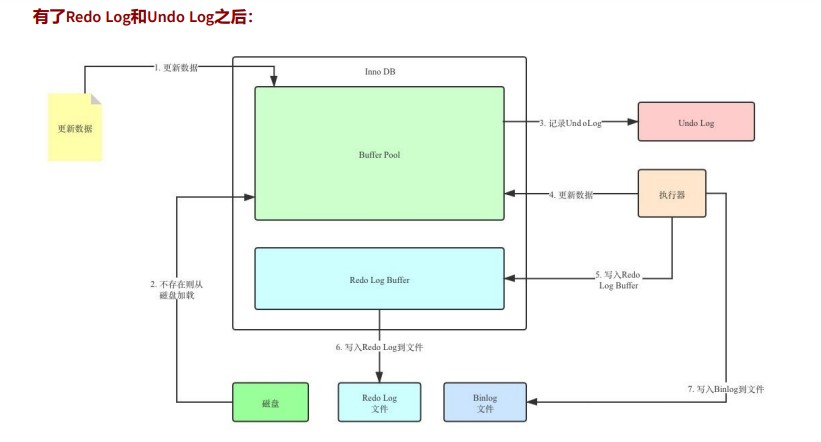 有了Redo Log和Undo Log之后:
1. 更新数据
Inno DB
更新数据
Buffer Pool
3. 记录UndoLog
Undo Log
4. 更新数据
执行器
2. 不存在则从
磁盘加载
Redo Log Buffer
5. 写入Redo
Log Buffer
6. 写入Redo Log到文件
7. 写入Binlog到文件
磁盘
Redo Log
文件
Binlog
文件